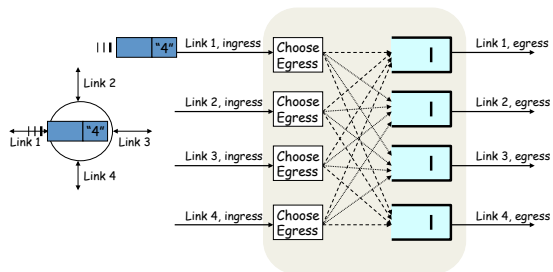 "4"
Link 1, ingress
Choose
Egress
Link 1, egress
Link 2
Link 2, ingress
Choose
Egress
Link 2, egress
"4"
Link 1
Link 3
Link 3, ingress
Choose
Egress
Link 3, egress
Link 4
Link 4, ingress
Choose
Egress
Link 4, egress